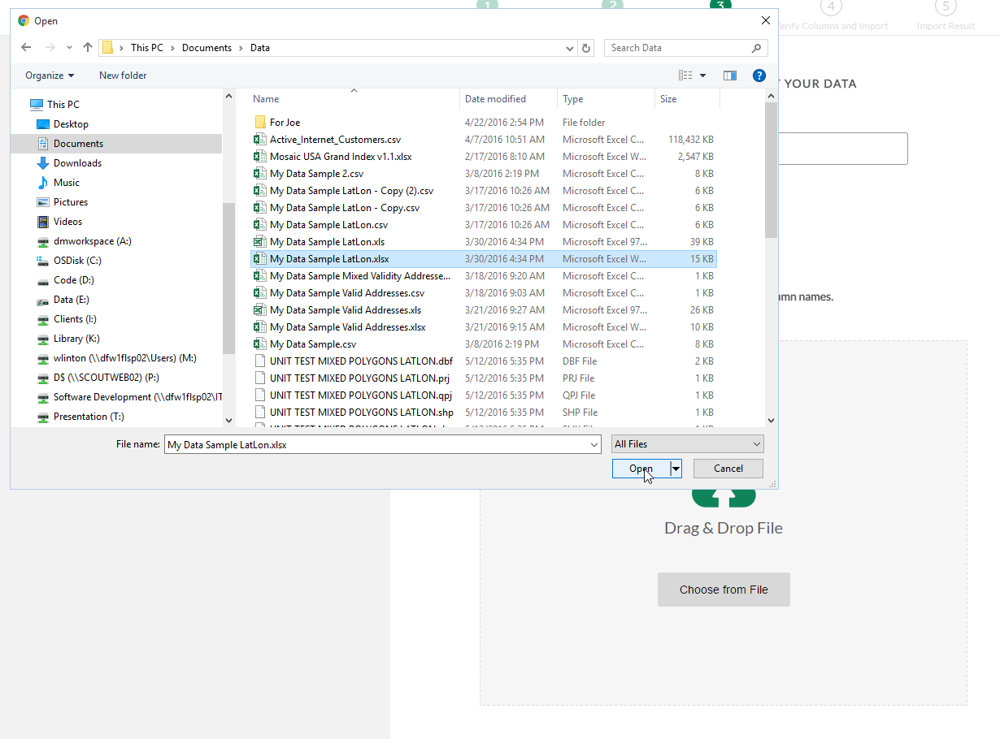 1
2
3
4
5
Verify Columns and Import
Import Result
Open
This PC
Documents
Data
Search Data
Organize
New folder
?
YOUR DATA
Name
Date modified
Type
Size
This PC
Desktop
Documents
Downloads
Music
Pictures
Videos
dmworkspace (A:)
OSDisk (C:)
Code (D:)
Data (E:)
Clients (I:)
Library (K:)
wlinton (\\dfw1flsp02\Users) (M:)
D$ (\\SCOUTWEB02) (P:)
Software Development (\\dfw1flsp02\IT
Presentation (T:)
For Joe 4/22/2016 2:54 PM File folder
Active_Internet_Customers.csv 4/7/2016 10:51 AM Microsoft Excel C... 118,432 KB
Mosaic USA Grand Index v1.1.xlsx 2/17/2016 8:10 AM Microsoft Excel W... 2,547 KB
My Data Sample 2.csv 3/8/2016 2:19 PM Microsoft Excel C... 8 KB
My Data Sample LatLon - Copy (2).csv 3/17/2016 10:26 AM Microsoft Excel C... 6 KB
My Data Sample LatLon - Copy.csv 3/17/2016 10:26 AM Microsoft Excel C... 6 KB
My Data Sample LatLon.csv 3/17/2016 10:26 AM Microsoft Excel C... 6 KB
My Data Sample LatLon.xls 3/30/2016 4:34 PM Microsoft Excel 97... 39 KB
My Data Sample LatLon.xlsx 3/30/2016 4:34 PM Microsoft Excel W... 15 KB
My Data Sample Mixed Validity Addresse... 3/18/2016 9:20 AM Microsoft Excel C... 1 KB
My Data Sample Valid Addresses.csv 3/18/2016 9:03 AM Microsoft Excel C... 1 KB
My Data Sample Valid Addresses.xls 3/21/2016 9:27 AM Microsoft Excel 97... 26 KB
My Data Sample Valid Addresses.xlsx 3/21/2016 9:15 AM Microsoft Excel W... 10 KB
My Data Sample.csv 3/8/2016 2:19 PM Microsoft Excel C... 8 KB
UNIT TEST MIXED POLYGONS LATLON.dbf 5/12/2016 5:35 PM DBF File 2 KB
UNIT TEST MIXED POLYGONS LATLON.prj 5/12/2016 5:35 PM PRJ File 1 KB
UNIT TEST MIXED POLYGONS LATLON.qpj 5/12/2016 5:35 PM QPJ File 1 KB
UNIT TEST MIXED POLYGONS LATLON.shp 5/12/2016 5:35 PM SHP File 1 KB
umn names.
File name:
My Data Sample LatLon.xlsx
All Files
Open
Cancel
Drag & Drop File
Choose from File